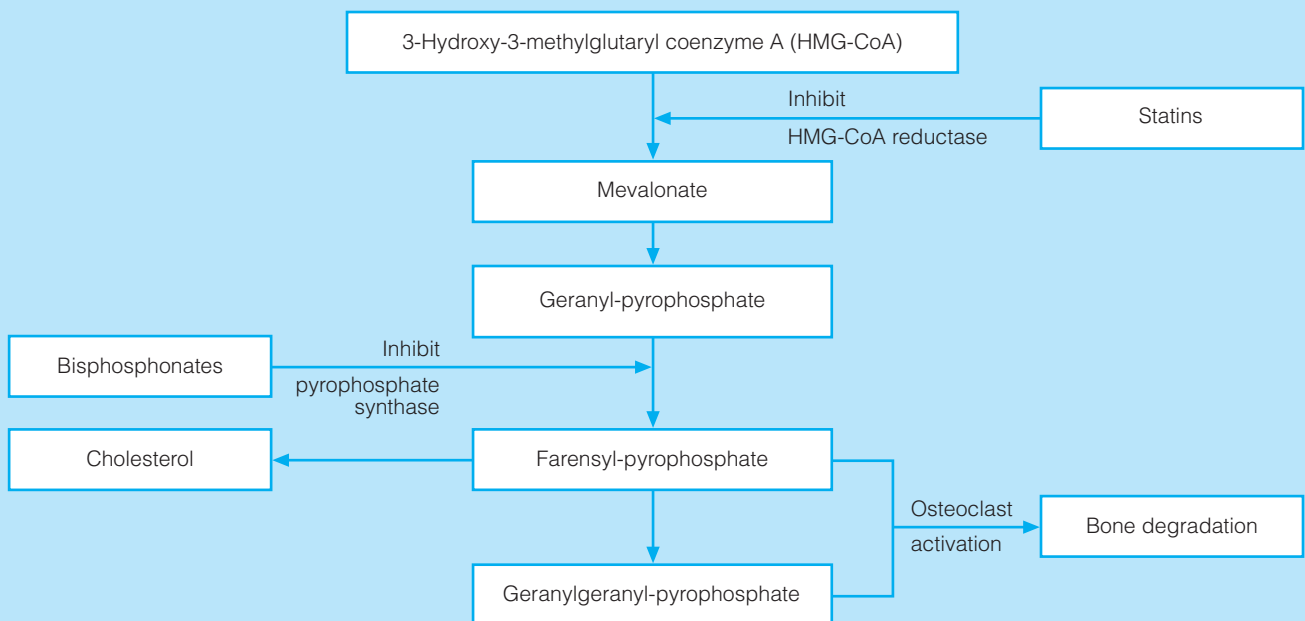 3-Hydroxy-3-methylglutaryl coenzyme A (HMG-CoA)
Inhibit
HMG-CoA reductase
Statins
Mevalonate
Geranyl-pyrophosphate
Bisphosphonates
Inhibit
pyrophosphate
synthase
Cholesterol
Farensyl-pyrophosphate
Osteoclast
activation
Bone degradation
Geranylgeranyl-pyrophosphate